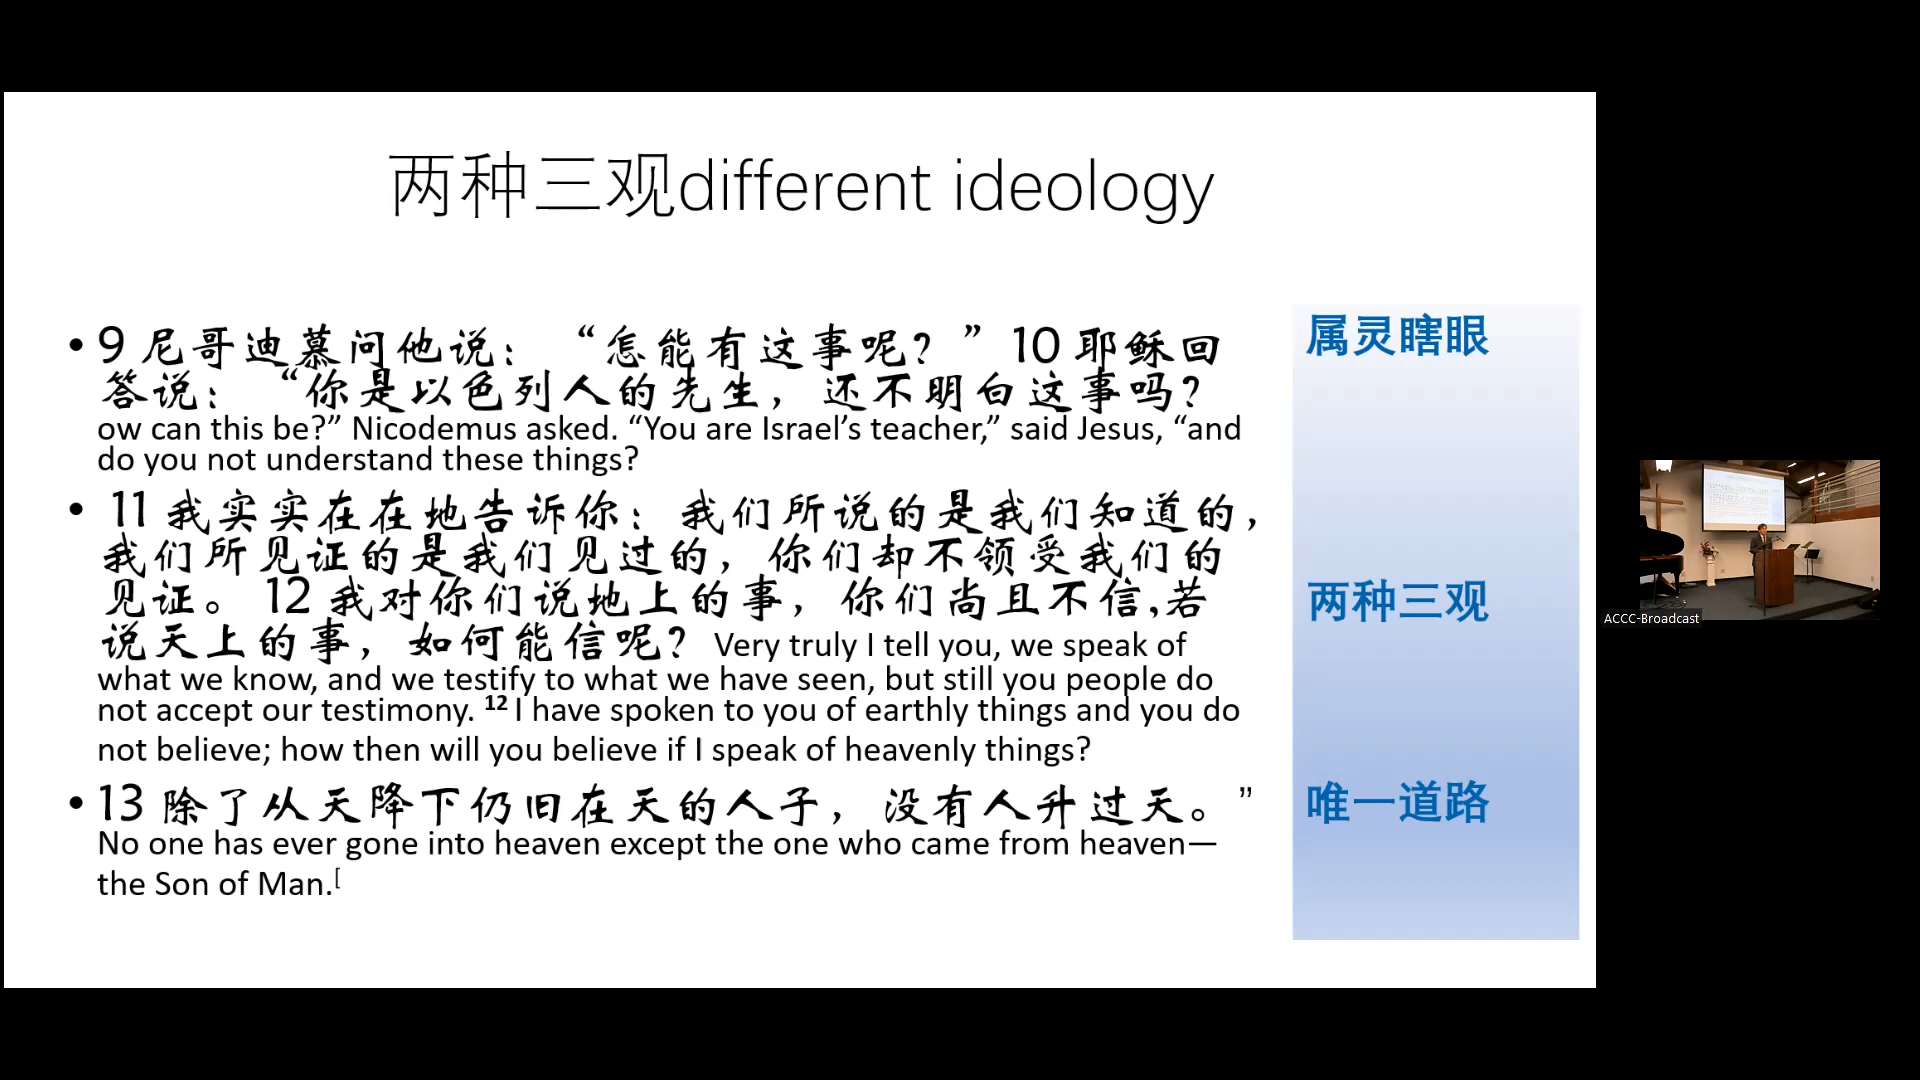 两种三观different ideology
• 9 尼哥迪慕问他说：“怎能有这事呢？”10 耶稣回
答说：“你是以色列人的先生，还不明白这事吗？
ow can this be?” Nicodemus asked. “You are Israel’s teacher,” said Jesus, “and
do you not understand these things?
• 11 我实实在在地告诉你：我们所说的是我们知道的，
我们所见证的是我们见过的，你们却不领受我们的
见证。12 我对你们说地上的事，你们尚且不信,若
说天上的事，如何能信呢？Very truly I tell you, we speak of
what we know, and we testify to what we have seen, but still you people do
not accept our testimony. 12 I have spoken to you of earthly things and you do
not believe; how then will you believe if I speak of heavenly things?
• 13 除了从天降下仍旧在天的人子，没有人升过天。”
No one has ever gone into heaven except the one who came from heaven—
the Son of Man.[
属灵瞎眼
两种三观
唯一道路
ACCC-Broadcast